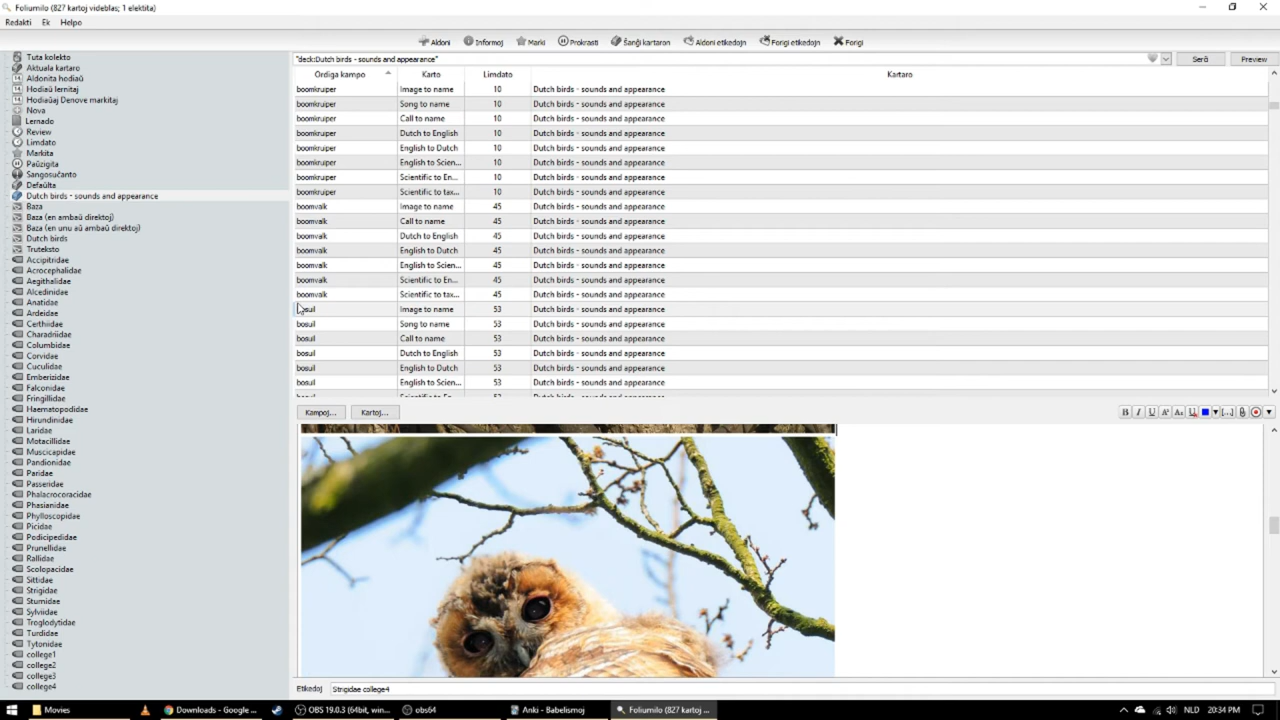 Foliumilo (827 kartoj videblas; 1 elektita)
Redakti Ek Helpo
Aldoni Informoj Marki Prokrasti Ŝanĝi kartaron Aldoni etikedojn Forigi etikedojn Forigi
"deck:Dutch birds - sounds and appearance" Serĉ Preview
Ordiga kampo Karto Limdato Kartaro
boomkruiper Image to name 10 Dutch birds - sounds and appearance
boomkruiper Song to name 10 Dutch birds - sounds and appearance
boomkruiper Call to name 10 Dutch birds - sounds and appearance
boomkruiper Dutch to English 10 Dutch birds - sounds and appearance
boomkruiper English to Dutch 10 Dutch birds - sounds and appearance
boomkruiper English to Scien... 10 Dutch birds - sounds and appearance
boomkruiper Scientific to En... 10 Dutch birds - sounds and appearance
boomkruiper Scientific to tax... 10 Dutch birds - sounds and appearance
boomvalk Image to name 45 Dutch birds - sounds and appearance
boomvalk Call to name 45 Dutch birds - sounds and appearance
boomvalk Dutch to English 45 Dutch birds - sounds and appearance
boomvalk English to Dutch 45 Dutch birds - sounds and appearance
boomvalk English to Scien... 45 Dutch birds - sounds and appearance
boomvalk Scientific to En... 45 Dutch birds - sounds and appearance
boomvalk Scientific to tax... 45 Dutch birds - sounds and appearance
bosuil Image to name 53 Dutch birds - sounds and appearance
bosuil Song to name 53 Dutch birds - sounds and appearance
bosuil Call to name 53 Dutch birds - sounds and appearance
bosuil Dutch to English 53 Dutch birds - sounds and appearance
bosuil English to Dutch 53 Dutch birds - sounds and appearance
bosuil English to Scien... 53 Dutch birds - sounds and appearance
Tuta kolekto
Aktuala kartaro
Aldonita hodiaŭ
Hodiaŭ lernitaj
Hodiaŭaj Denove markitaj
Nova
Lernado
Review
Limdato
Markita
Paŭzigita
Sangosuĉanto
Defaŭlta
Dutch birds - sounds and appearance
Baza
Baza (en ambaŭ direktoj)
Baza (en unu aŭ ambaŭ direktoj)
Dutch birds
Truteksto
Accipitridae
Acrocephalidae
Aegithalidae
Alcedinidae
Anatidae
Ardeidae
Certhiidae
Charadriidae
Columbidae
Corvidae
Cuculidae
Emberizidae
Falconidae
Fringillidae
Haematopodidae
Hirundinidae
Laridae
Motacillidae
Muscicapidae
Pandionidae
Paridae
Passeridae
Phalacrocoracidae
Phasianidae
Phylloscopidae
Picidae
Podicipedidae
Prunellidae
Rallidae
Scolopacidae
Sittidae
Strigidae
Sturnidae
Sylviidae
Troglodytidae
Turdidae
Tytonidae
college1
college2
college3
college4
Kampoj... Kartoj...
Etikedoj Strigidae college4
Movies Downloads - Google ... OBS 19.0.3 (64bit, win... obs64 Anki - Babelismoj Foliumilo (827 kartoj ... NLD 20:34 PM